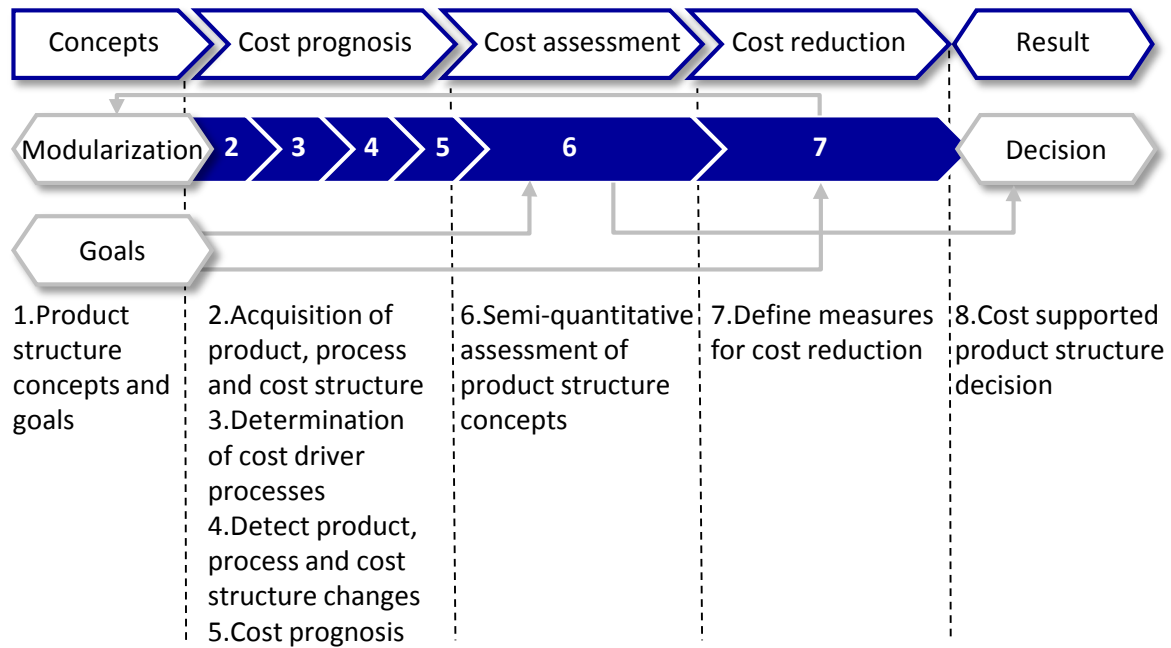 Concepts
Cost prognosis
Cost assessment
Cost reduction
Result
Modularization
2
3
4
5
6
7
Decision
Goals
1.Product
structure
concepts and
goals
2.Acquisition of
product, process
and cost structure
3.Determination
of cost driver
processes
4.Detect product,
process and cost
structure changes
5.Cost prognosis
6.Semi-quantitative
assessment of
product structure
concepts
7.Define measures
for cost reduction
8.Cost supported
product structure
decision